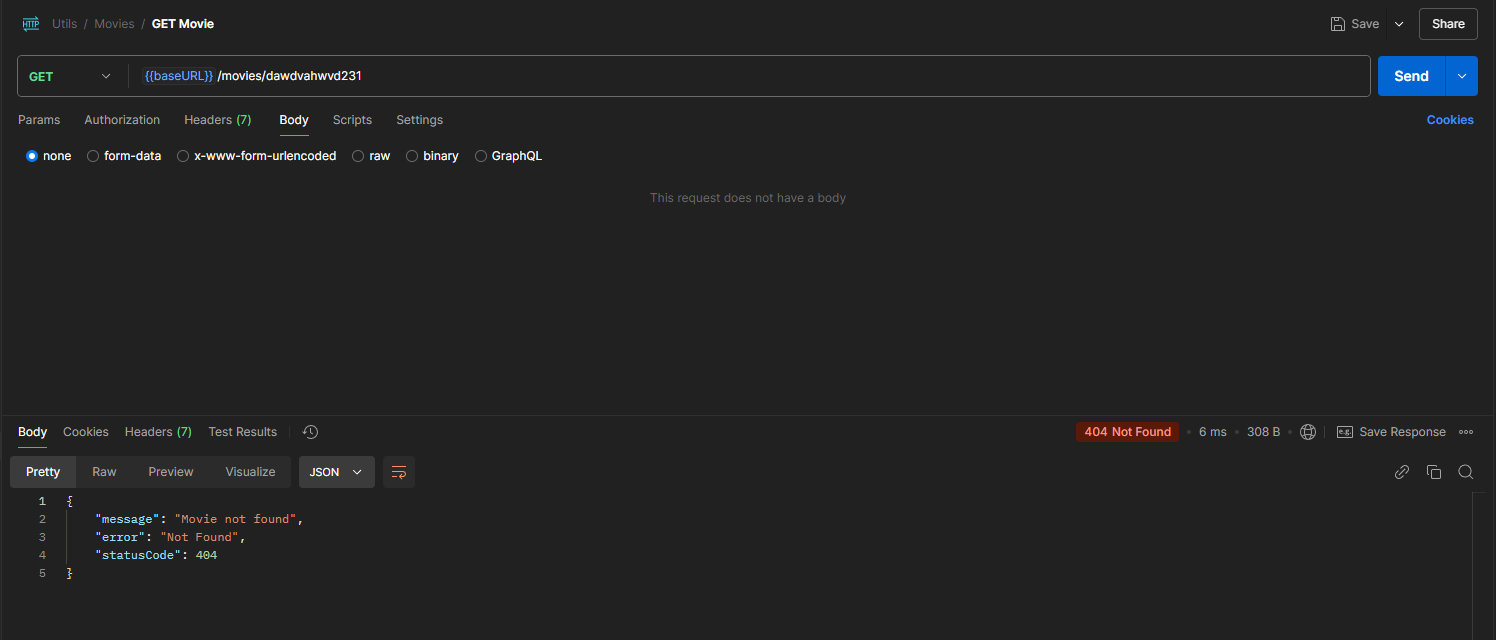 HTTP Utils / Movies / GET Movie Save Share
GET {{baseURL}} /movies/dawdvahwvd231 Send
Params Authorization Headers (7) Body Scripts Settings Cookies
none form-data x-www-form-urlencoded raw binary GraphQL
This request does not have a body
Body Cookies Headers (7) Test Results 404 Not Found 6 ms 308 B e.g. Save Response
Pretty Raw Preview Visualize JSON
1 {
2 "message": "Movie not found",
3 "error": "Not Found",
4 "statusCode": 404
5 }